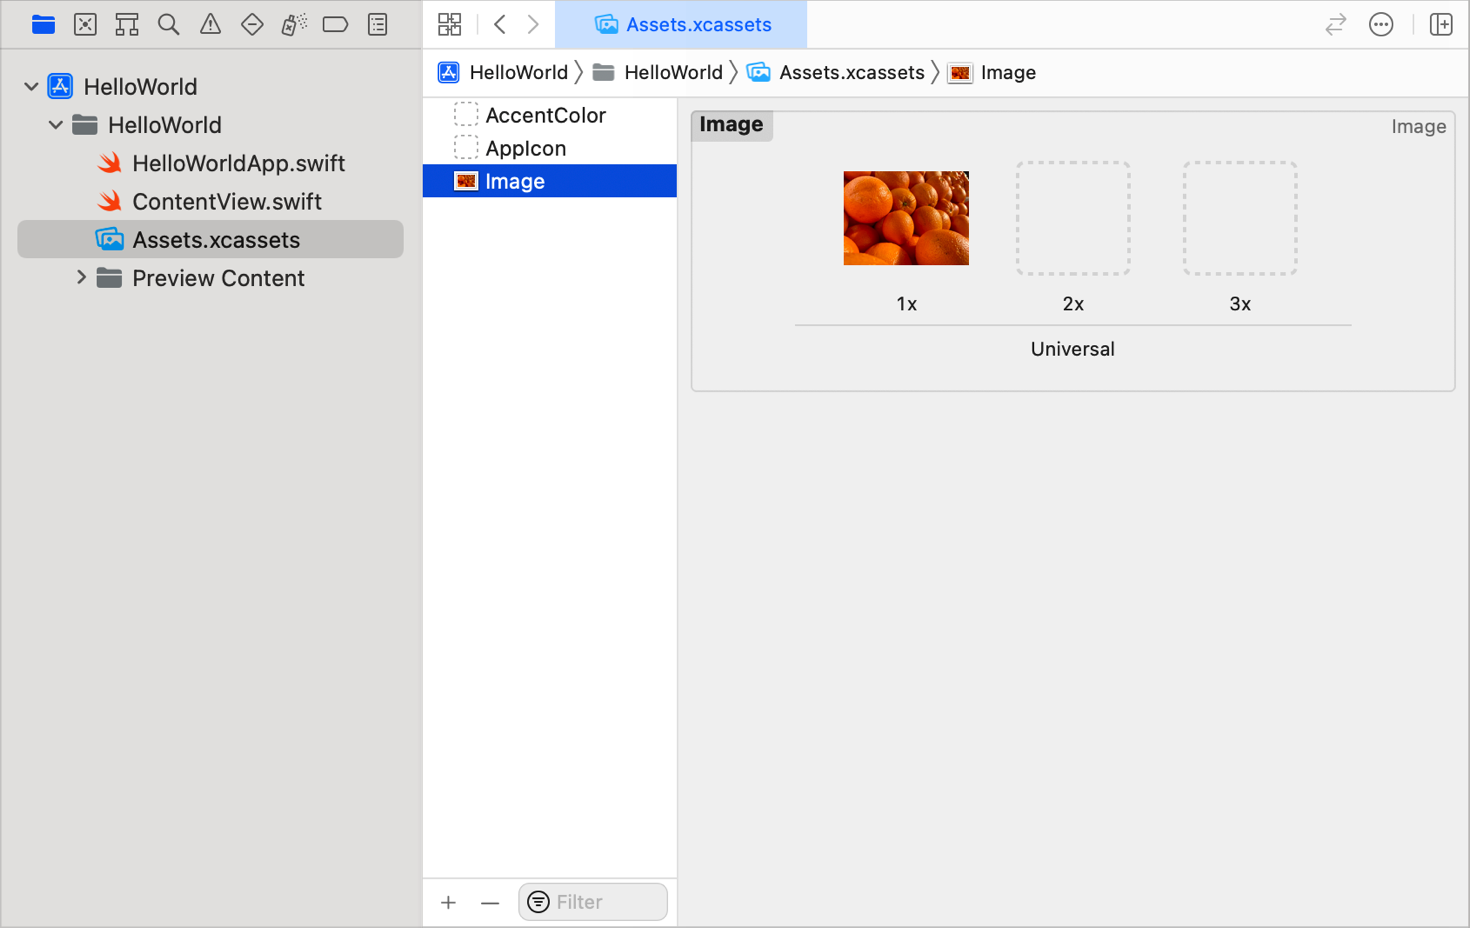 Assets.xcassets
HelloWorld
HelloWorld
HelloWorldApp.swift
ContentView.swift
Assets.xcassets
Preview Content
HelloWorld HelloWorld Assets.xcassets Image
AccentColor
AppIcon
Image
Filter
Image Image
1x 2x 3x
Universal